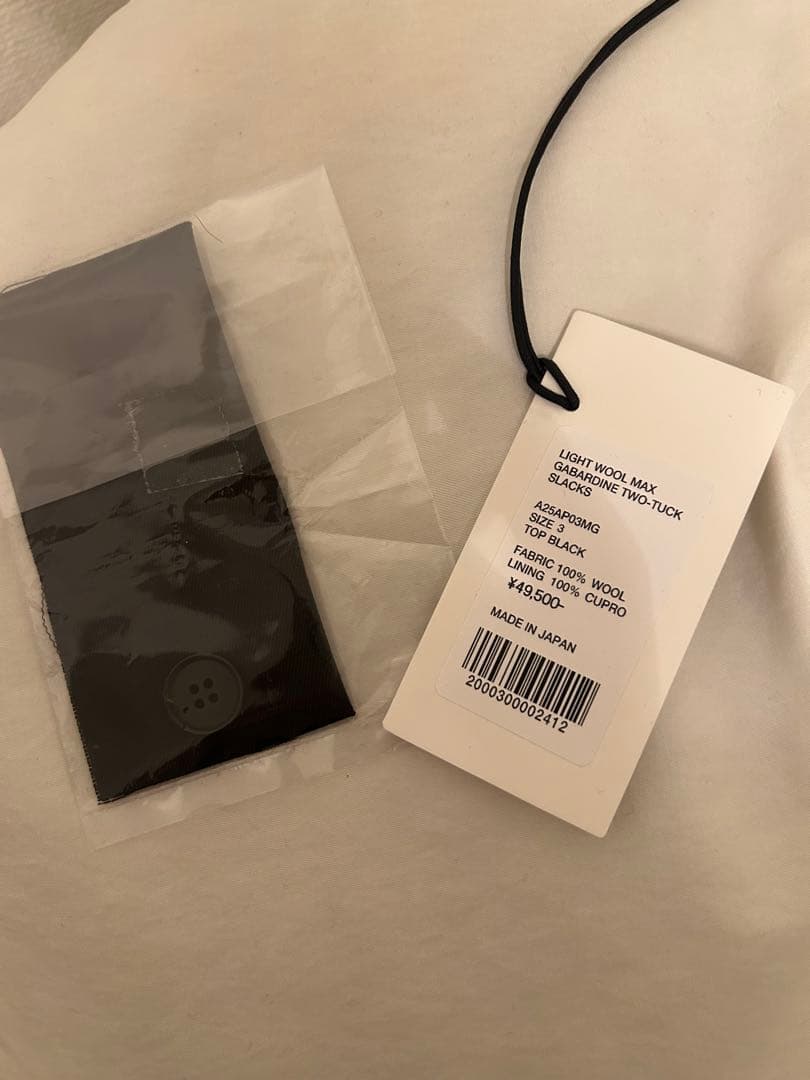 LIGHT WOOL MAX
GABARDINE TWO-TUCK
SLACKS
A25AP03MG
SIZE 3
TOP BLACK
FABRIC 100% WOOL
LINING 100% CUPRO
¥49,500-
MADE IN JAPAN
2000300002412